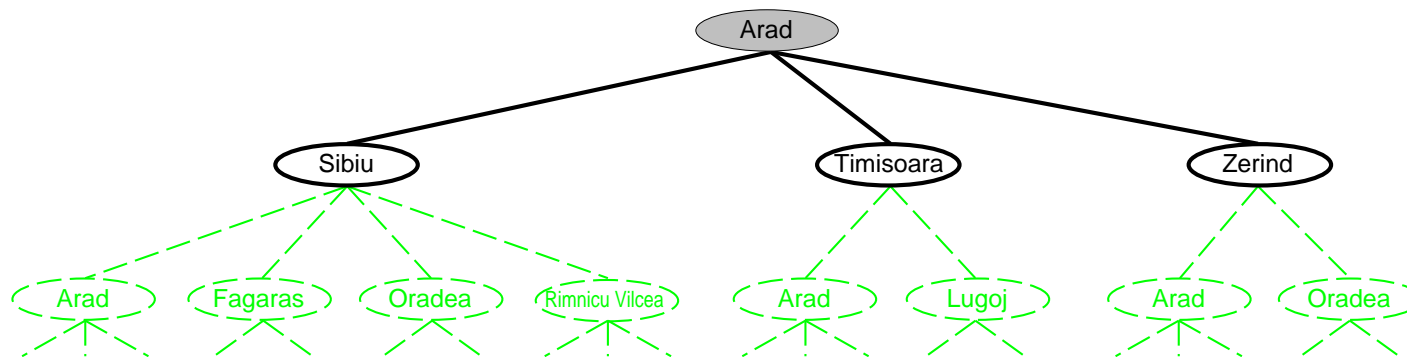 Arad
Sibiu
Timisoara
Zerind
Arad
Fagaras
Oradea
Rimnicu Vilcea
Arad
Lugoj
Arad
Oradea